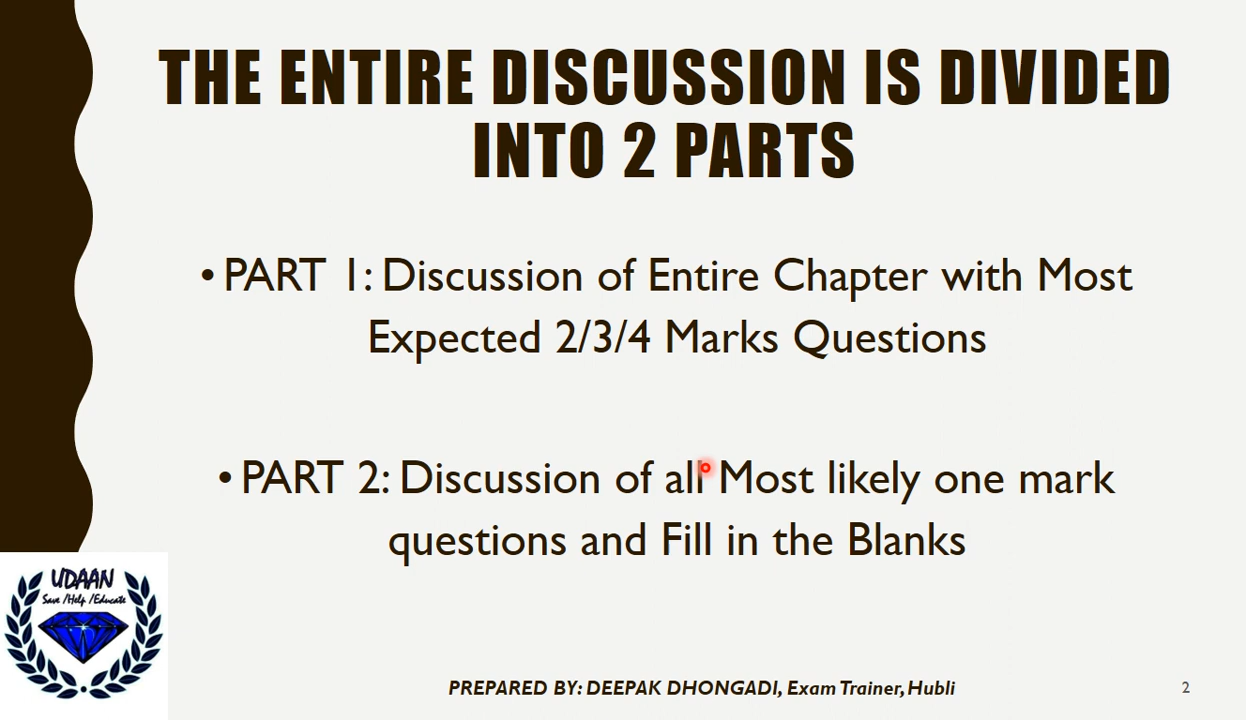 THE ENTIRE DISCUSSION IS DIVIDED
INTO 2 PARTS
• PART 1: Discussion of Entire Chapter with Most
Expected 2/3/4 Marks Questions
• PART 2: Discussion of all Most likely one mark
questions and Fill in the Blanks
UDAAN
Save /Help /Educate
PREPARED BY: DEEPAK DHONGADI, Exam Trainer, Hubli
2